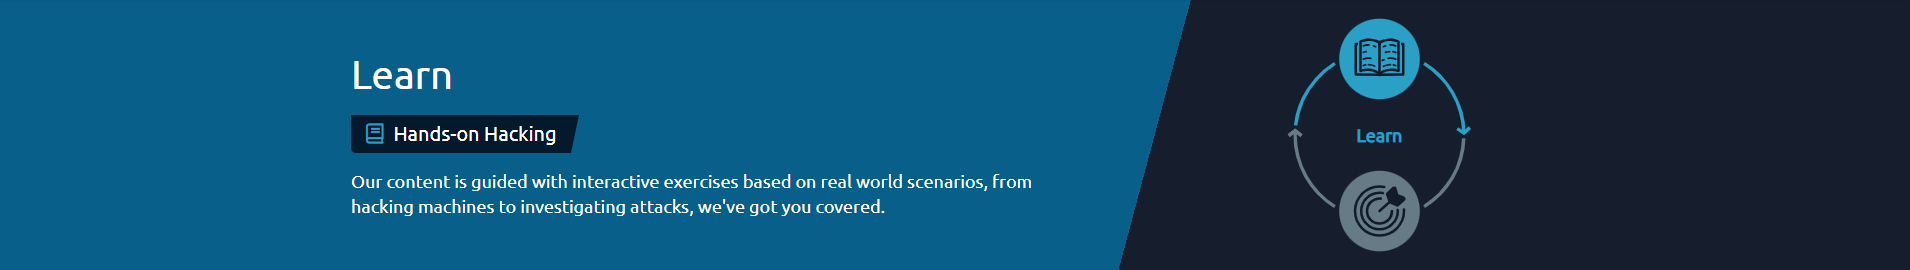 Learn
Hands-on Hacking
Our content is guided with interactive exercises based on real world scenarios, from
hacking machines to investigating attacks, we've got you covered.
Learn